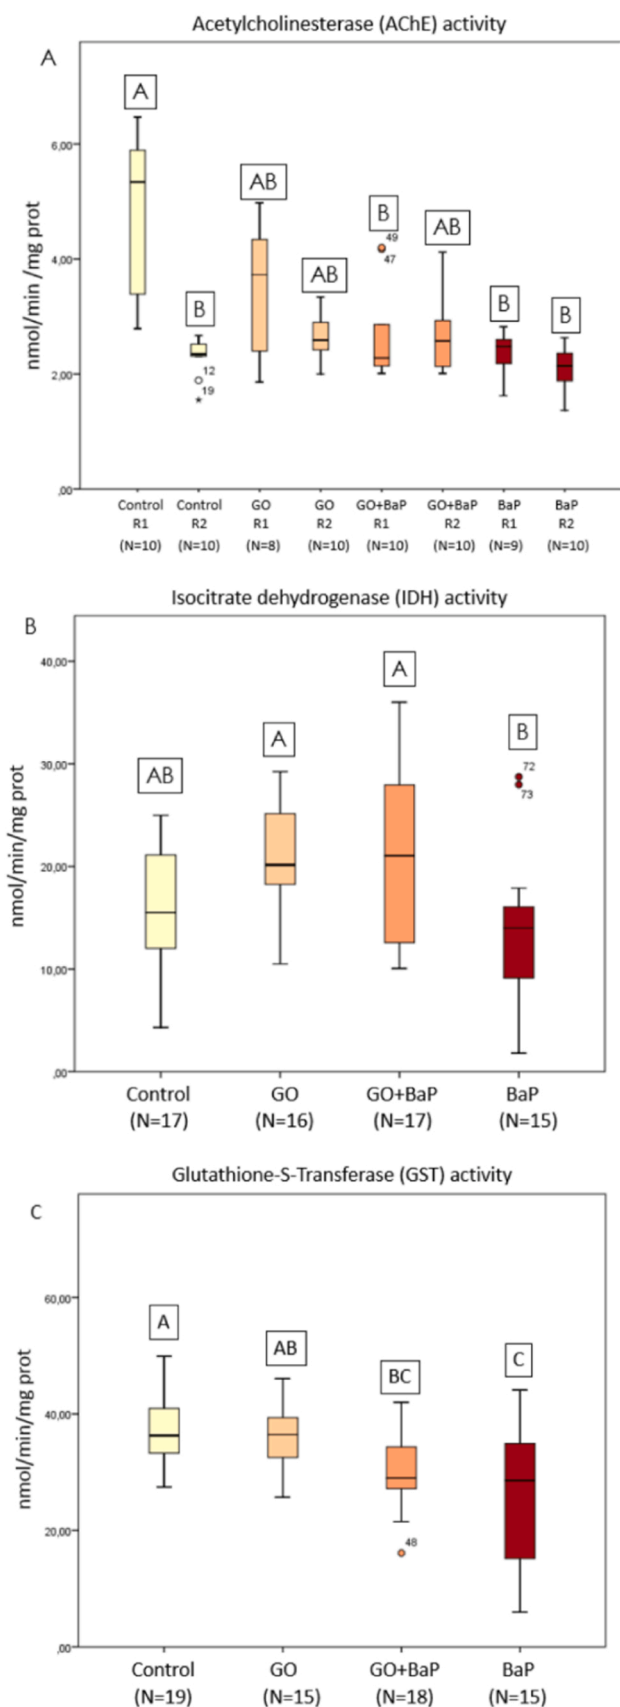 Acetylcholinesterase (AChE) activity
A
A
AB
B
49
47
AB
AB
B
B
B
12
19
6,00
4,00
2,00
,00
nmol/min /mg prot
Control Control GO GO GO+BaP GO+BaP BaP BaP
R1 R2 R1 R2 R1 R2 R1 R2
(N=10) (N=10) (N=8) (N=10) (N=10) (N=10) (N=9) (N=10)
Isocitrate dehydrogenase (IDH) activity
B
40,00
30,00
20,00
10,00
,00
nmol/min/mg prot
AB
A
A
B
72
73
Control GO GO+BaP BaP
(N=17) (N=16) (N=17) (N=15)
Glutathione-S-Transferase (GST) activity
C
60,00
40,00
20,00
,00
nmol/min/mg prot
A
AB
BC
C
48
Control GO GO+BaP BaP
(N=19) (N=15) (N=18) (N=15)